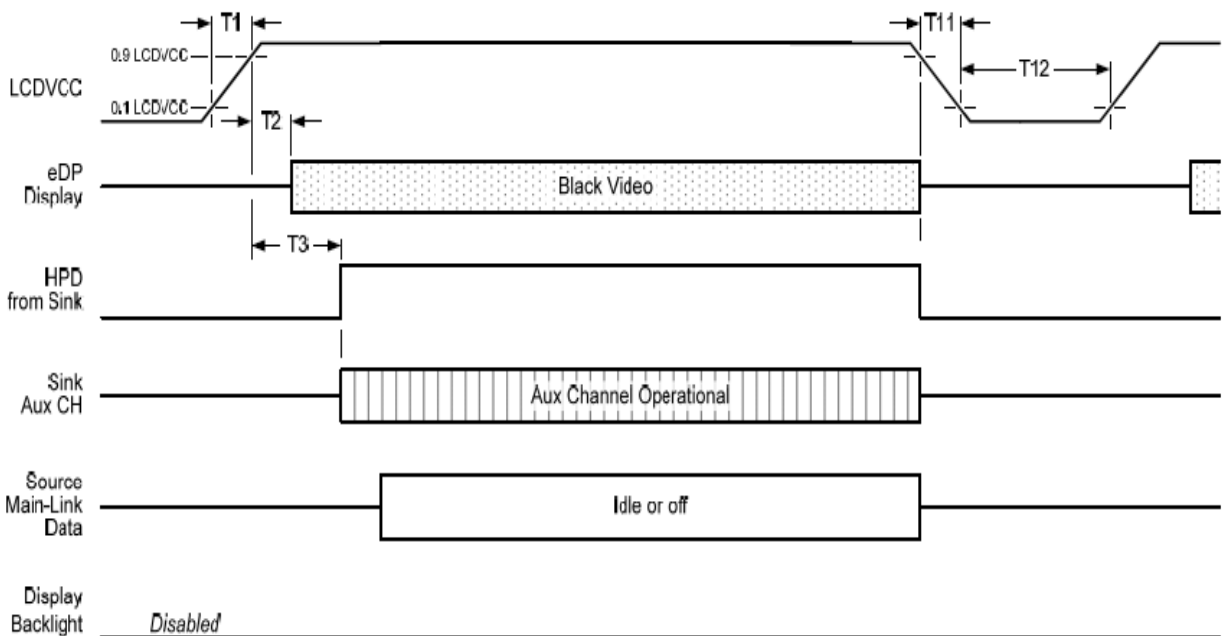 T1
T11
0.9 LCDVCC
LCDVCC
T12
0.1 LCDVCC
T2
eDP
Display
Black Video
T3
HPD
from Sink
Sink
Aux CH
Aux Channel Operational
Source
Main-Link
Data
Idle or off
Display
Backlight
Disabled